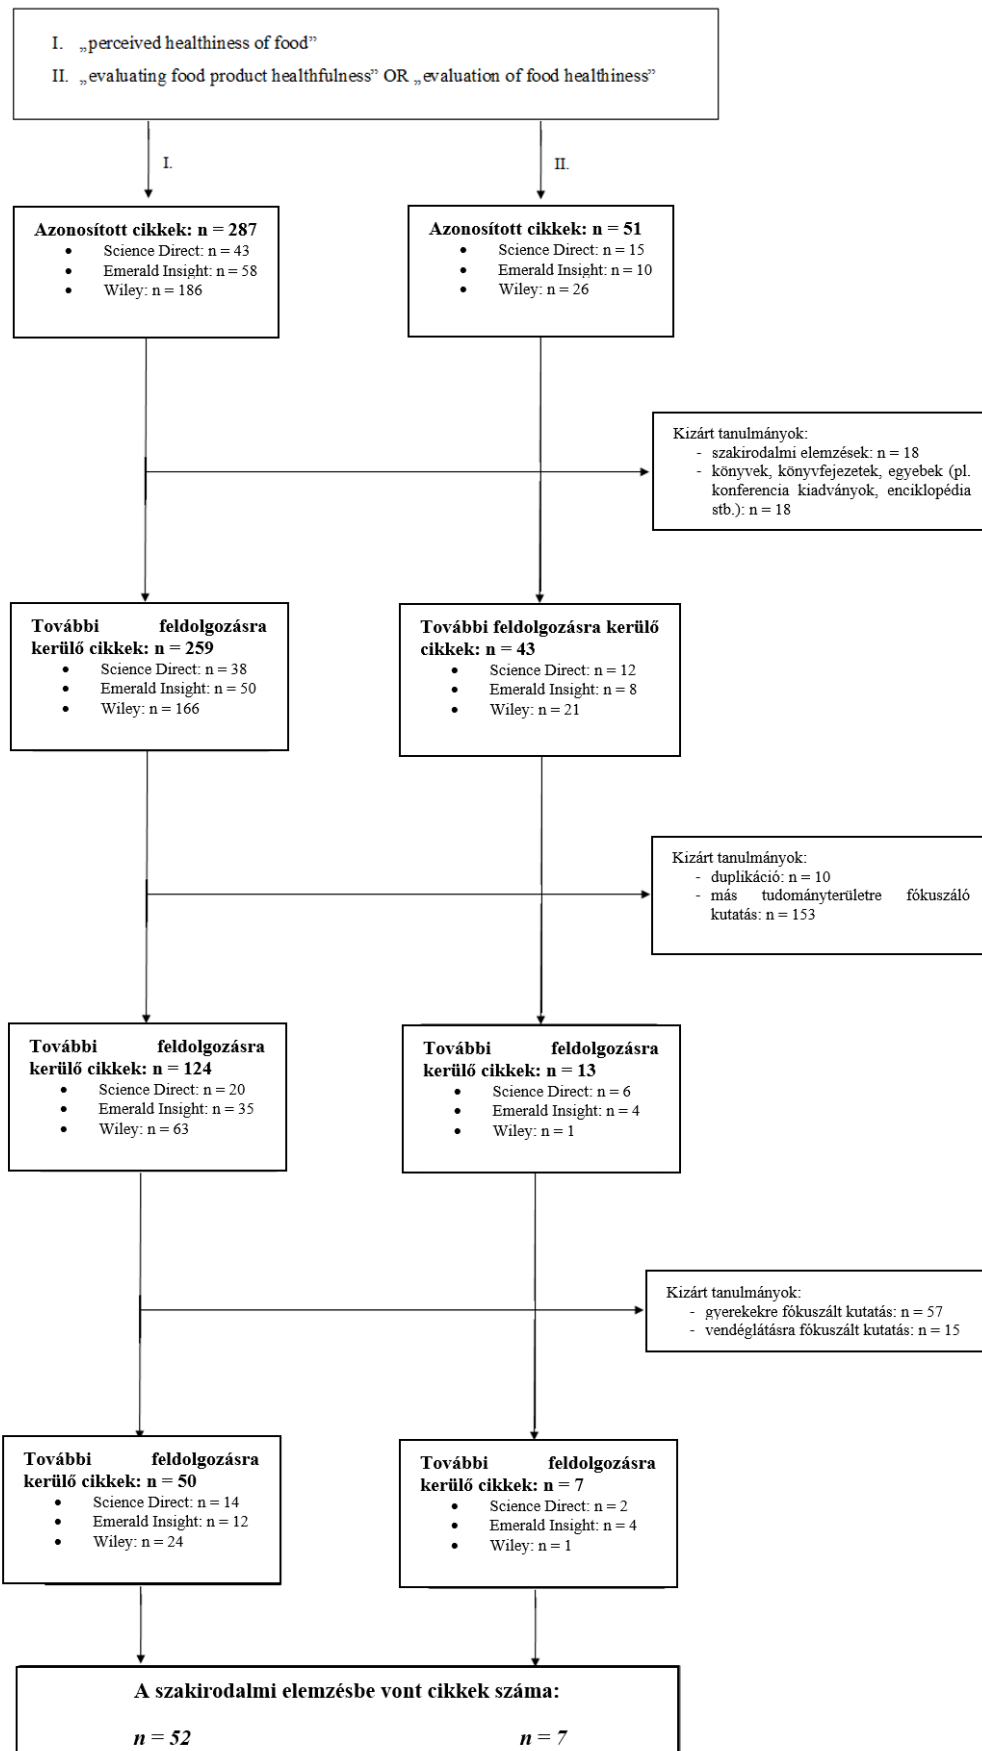 I. „perceived healthiness of food”
II. „evaluating food product healthfulness” OR „evaluation of food healthiness”
I.
II.
Azonosított cikkek: n = 287
• Science Direct: n = 43
• Emerald Insight: n = 58
• Wiley: n = 186
Azonosított cikkek: n = 51
• Science Direct: n = 15
• Emerald Insight: n = 10
• Wiley: n = 26
Kizárt tanulmányok:
- szakirodalmi elemzések: n = 18
- könyvek, könyvfejezetek, egyebek (pl.
konferencia kiadványok, enciklopédia
stb.): n = 18
További feldolgozásra
kerülő cikkek: n = 259
• Science Direct: n = 38
• Emerald Insight: n = 50
• Wiley: n = 166
További feldolgozásra kerülő
cikkek: n = 43
• Science Direct: n = 12
• Emerald Insight: n = 8
• Wiley: n = 21
Kizárt tanulmányok:
- duplikáció: n = 10
- más tudományterületre fókuszáló
kutatás: n = 153
További feldolgozásra
kerülő cikkek: n = 124
• Science Direct: n = 20
• Emerald Insight: n = 35
• Wiley: n = 63
További feldolgozásra
kerülő cikkek: n = 13
• Science Direct: n = 6
• Emerald Insight: n = 4
• Wiley: n = 1
Kizárt tanulmányok:
- gyerekekre fókuszált kutatás: n = 57
- vendéglátásra fókuszált kutatás: n = 15
További feldolgozásra
kerülő cikkek: n = 50
• Science Direct: n = 14
• Emerald Insight: n = 12
• Wiley: n = 24
További feldolgozásra
kerülő cikkek: n = 7
• Science Direct: n = 2
• Emerald Insight: n = 4
• Wiley: n = 1
A szakirodalmi elemzésbe vont cikkek száma:
n = 52 n = 7